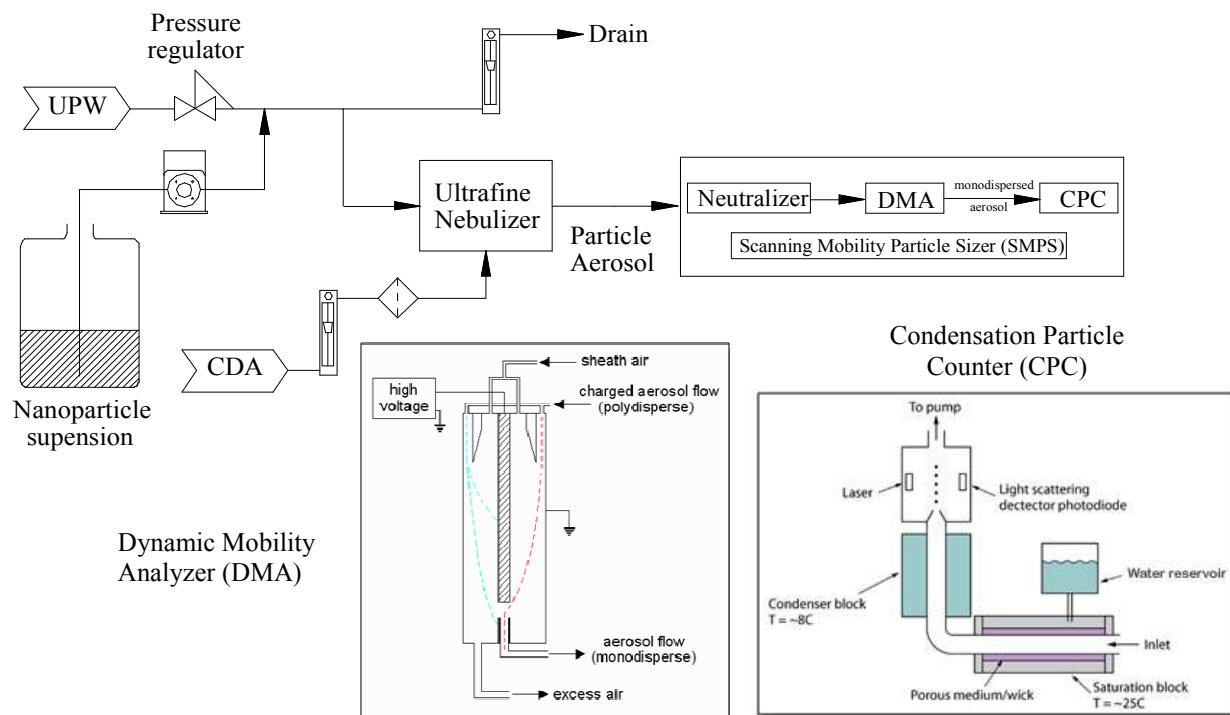 Pressure
regulator
Drain
UPW
Ultrafine
Nebulizer
Particle
Aerosol
Neutralizer
DMA
monodispersed
aerosol
CPC
Scanning Mobility Particle Sizer (SMPS)
CDA
Nanoparticle
supension
Dynamic Mobility
Analyzer (DMA)
sheath air
high
voltage
charged aerosol flow
(polydisperse)
aerosol flow
(monodisperse)
excess air
Condensation Particle
Counter (CPC)
To pump
Laser
Light scattering
dectector photodiode
Water reservoir
Condenser block
T = ~8C
Inlet
Porous medium/wick
Saturation block
T = ~25C